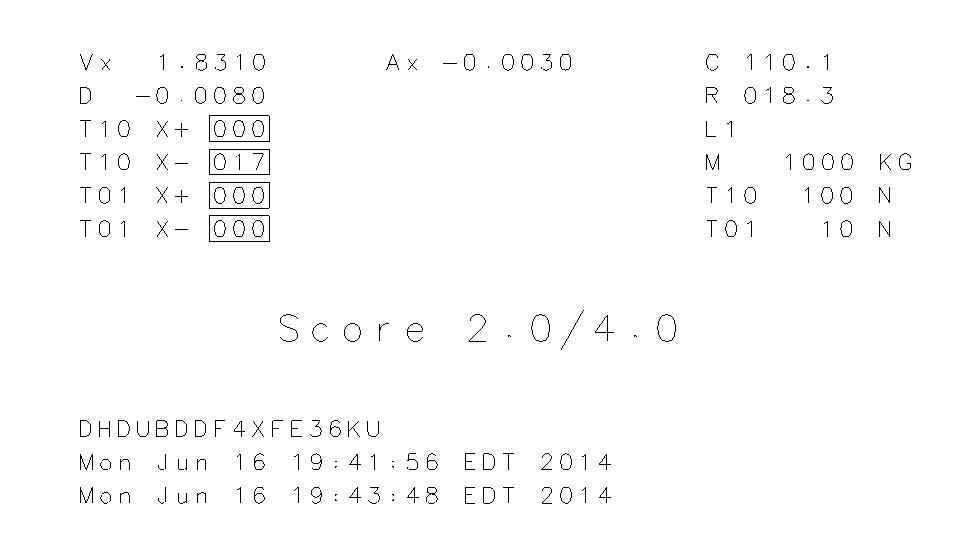 Vx 1.8310 Ax -0.0030 C 110.1
D -0.0080 R 018.3
T10 X+ 000 L1
T10 X- 017 M 1000 KG
T01 X+ 000 T10 100 N
T01 X- 000 T01 10 N
Score 2.0/4.0
DHDUBDDF4XFE36KU
Mon Jun 16 19:41:56 EDT 2014
Mon Jun 16 19:43:48 EDT 2014